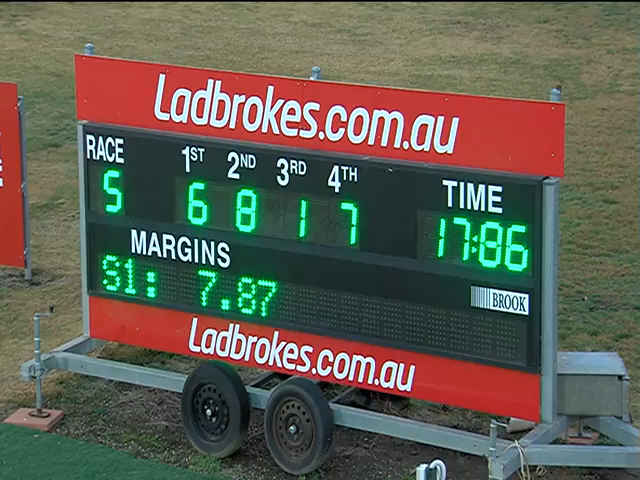 Ladbrokes.com.au
RACE 1ST 2ND 3RD 4TH TIME
5 6 8 1 7 17:86
MARGINS
S1: 7.87
BROOK
Ladbrokes.com.au